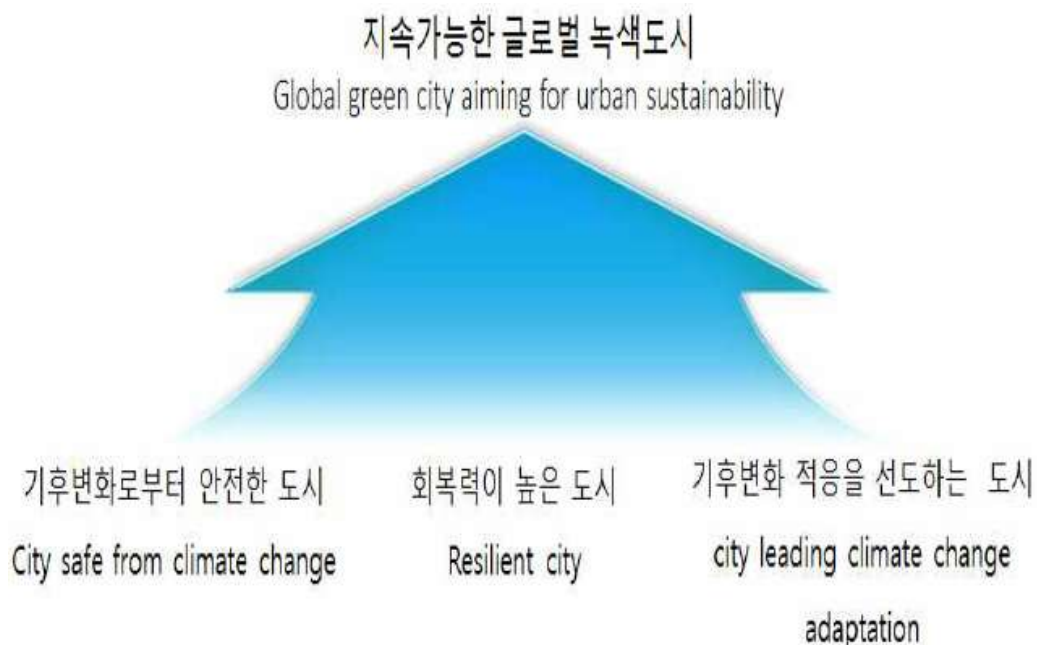 지속가능한 글로벌 녹색도시
Global green city aiming for urban sustainability
기후변화로부터 안전한 도시
City safe from climate change
회복력이 높은 도시
Resilient city
기후변화 적응을 선도하는 도시
city leading climate change
adaptation